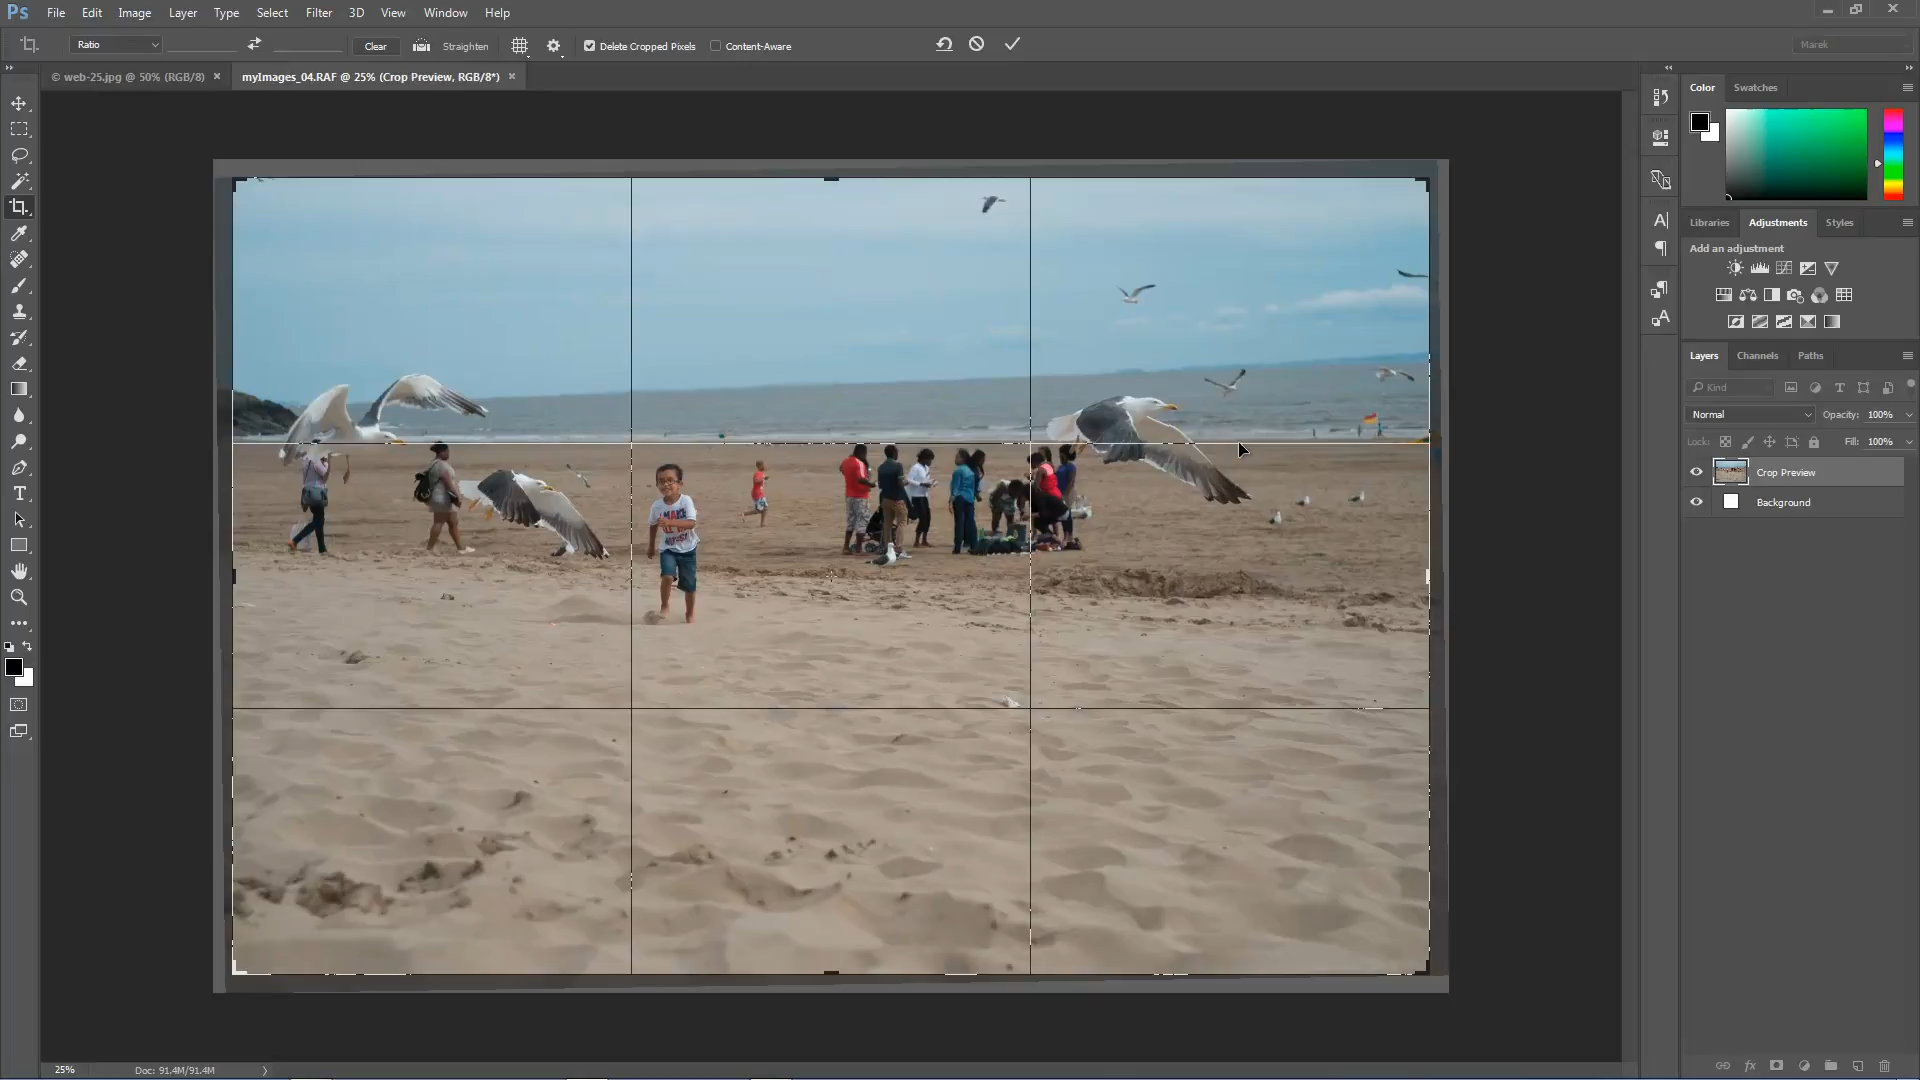 Ps File Edit Image Layer Type Select Filter 3D View Window Help
Ratio Clear Straighten Delete Cropped Pixels Content-Aware Marek
© web-25.jpg @ 50% (RGB/8) × myImages_04.RAF @ 25% (Crop Preview, RGB/8*) ×
Color Swatches
Libraries Adjustments Styles
Add an adjustment
Layers Channels Paths
Kind
Normal Opacity: 100%
Lock: Fill: 100%
Crop Preview
Background
I MAKE
25% Doc: 91.4M/91.4M